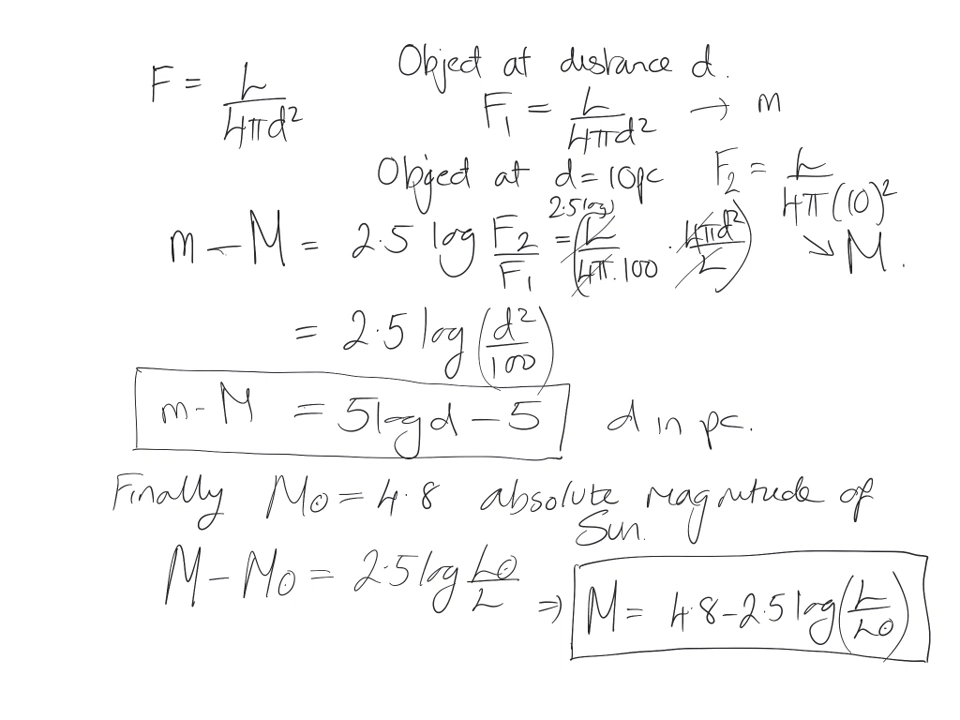 F = L/4πd²
Object at distance d.
F₁ = L/4πd² → m
Object at d=10pc F₂ = L/4π(10)² ↘ M.
m – M = 2.5 log F₂/F₁ = 2.5 log (L/4π.100 · 4πd²/L)
= 2.5 log (d²/100)
m - M = 5 log d – 5 d in pc.
Finally M⊙ = 4.8 absolute magnitude of Sun.
M – M⊙ = 2.5 log L⊙/L ⇒ M = 4.8 – 2.5 log (L/L⊙)